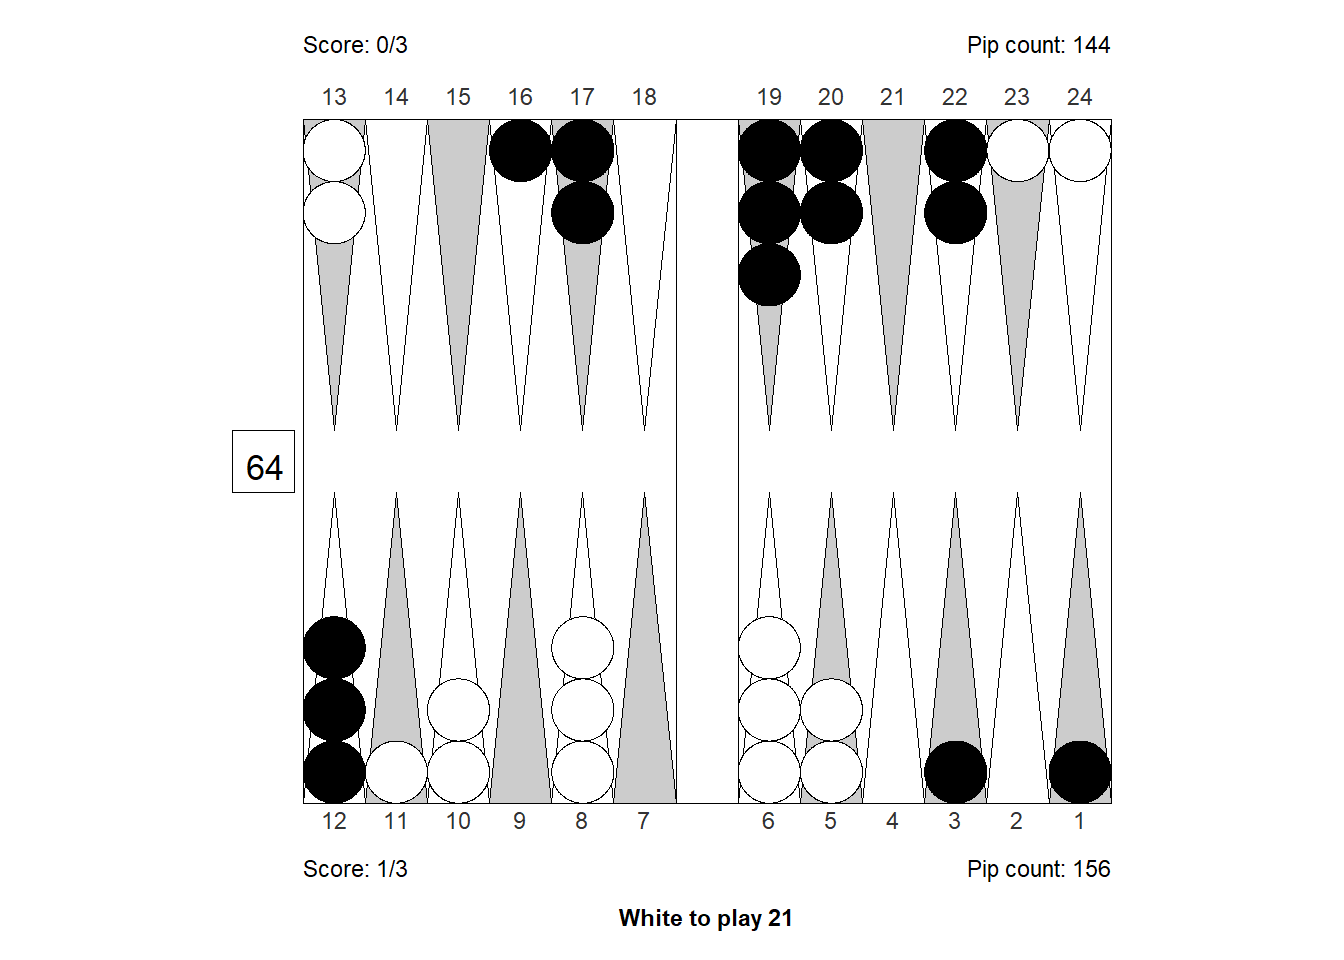 Score: 0/3 Pip count: 144
13 14 15 16 17 18 19 20 21 22 23 24
64
12 11 10 9 8 7 6 5 4 3 2 1
Score: 1/3 Pip count: 156
White to play 21